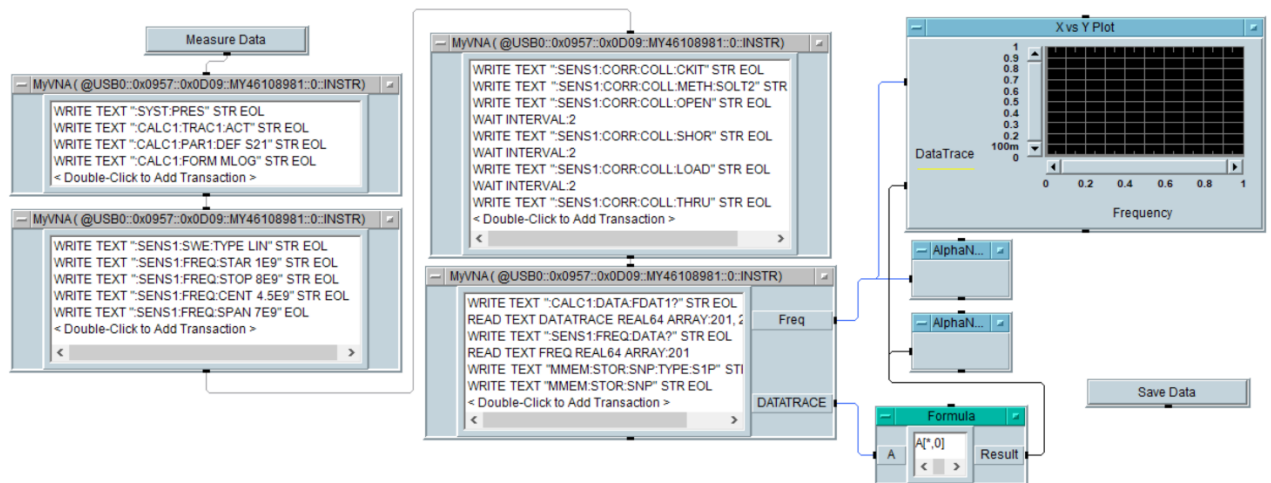 Measure Data
MyVNA ( @USB0::0x0957::0x0D09::MY46108981::0::INSTR)
WRITE TEXT ":SYST:PRES" STR EOL
WRITE TEXT ":CALC1:TRAC1:ACT" STR EOL
WRITE TEXT ":CALC1:PAR1:DEF S21" STR EOL
WRITE TEXT ":CALC1:FORM MLOG" STR EOL
< Double-Click to Add Transaction >
MyVNA ( @USB0::0x0957::0x0D09::MY46108981::0::INSTR)
WRITE TEXT ":SENS1:SWE:TYPE LIN" STR EOL
WRITE TEXT ":SENS1:FREQ:STAR 1E9" STR EOL
WRITE TEXT ":SENS1:FREQ:STOP 8E9" STR EOL
WRITE TEXT ":SENS1:FREQ:CENT 4.5E9" STR EOL
WRITE TEXT ":SENS1:FREQ:SPAN 7E9" EOL
< Double-Click to Add Transaction >
MyVNA ( @USB0::0x0957::0x0D09::MY46108981::0::INSTR)
WRITE TEXT ":SENS1:CORR:COLL:CKIT" STR EOL
WRITE TEXT ":SENS1:CORR:COLL:METH:SOLT2" STR
WRITE TEXT ":SENS1:CORR:COLL:OPEN" STR EOL
WAIT INTERVAL:2
WRITE TEXT ":SENS1:CORR:COLL:SHOR" STR EOL
WAIT INTERVAL:2
WRITE TEXT ":SENS1:CORR:COLL:LOAD" STR EOL
WAIT INTERVAL:2
WRITE TEXT ":SENS1:CORR:COLL:THRU" STR EOL
< Double-Click to Add Transaction >
MyVNA ( @USB0::0x0957::0x0D09::MY46108981::0::INSTR)
WRITE TEXT ":CALC1:DATA:FDAT1?" STR EOL
READ TEXT DATATRACE REAL64 ARRAY:201, 2
WRITE TEXT ":SENS1:FREQ:DATA?" STR EOL
READ TEXT FREQ REAL64 ARRAY:201
WRITE TEXT "MMEM:STOR:SNP:TYPE:S1P" STI
WRITE TEXT "MMEM:STOR:SNP" STR EOL
< Double-Click to Add Transaction >
Freq
DATATRACE
X vs Y Plot
1
0.9
0.8
0.7
0.6
0.5
0.4
0.3
0.2
100m
0
DataTrace
0 0.2 0.4 0.6 0.8 1
Frequency
AlphaN...
AlphaN...
Save Data
Formula
A[*,0]
A
Result